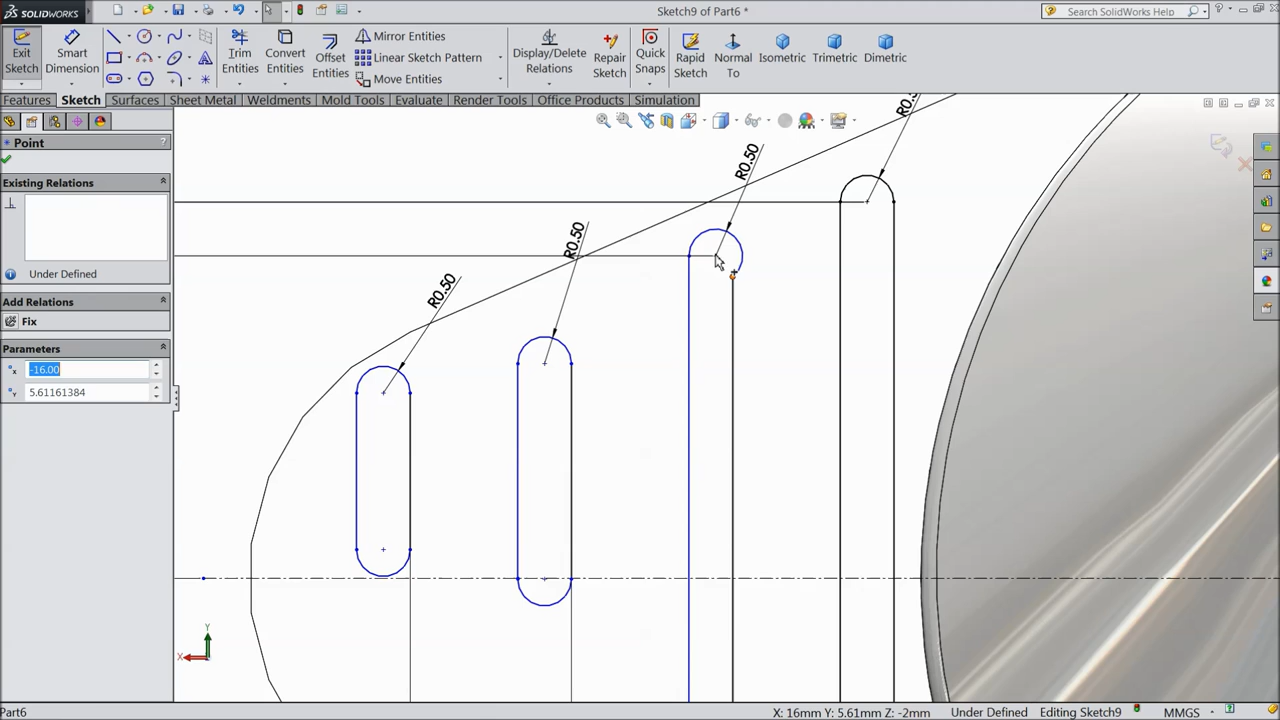 SOLIDWORKS
Sketch9 of Part6 *
Search SolidWorks Help
Exit Sketch
Smart Dimension
Trim Entities
Convert Entities
Offset Entities
Mirror Entities
Linear Sketch Pattern
Move Entities
Display/Delete Relations
Repair Sketch
Quick Snaps
Rapid Sketch
Normal To
Isometric
Trimetric
Dimetric
Features
Sketch
Surfaces
Sheet Metal
Weldments
Mold Tools
Evaluate
Render Tools
Office Products
Simulation
Point
?
Existing Relations
Under Defined
Add Relations
Fix
Parameters
-16.00
5.61161384
R0.50
R0.50
R0.50
Y
X
Part6
X: 16mm Y: 5.61mm Z: -2mm
Under Defined
Editing Sketch9
MMGS